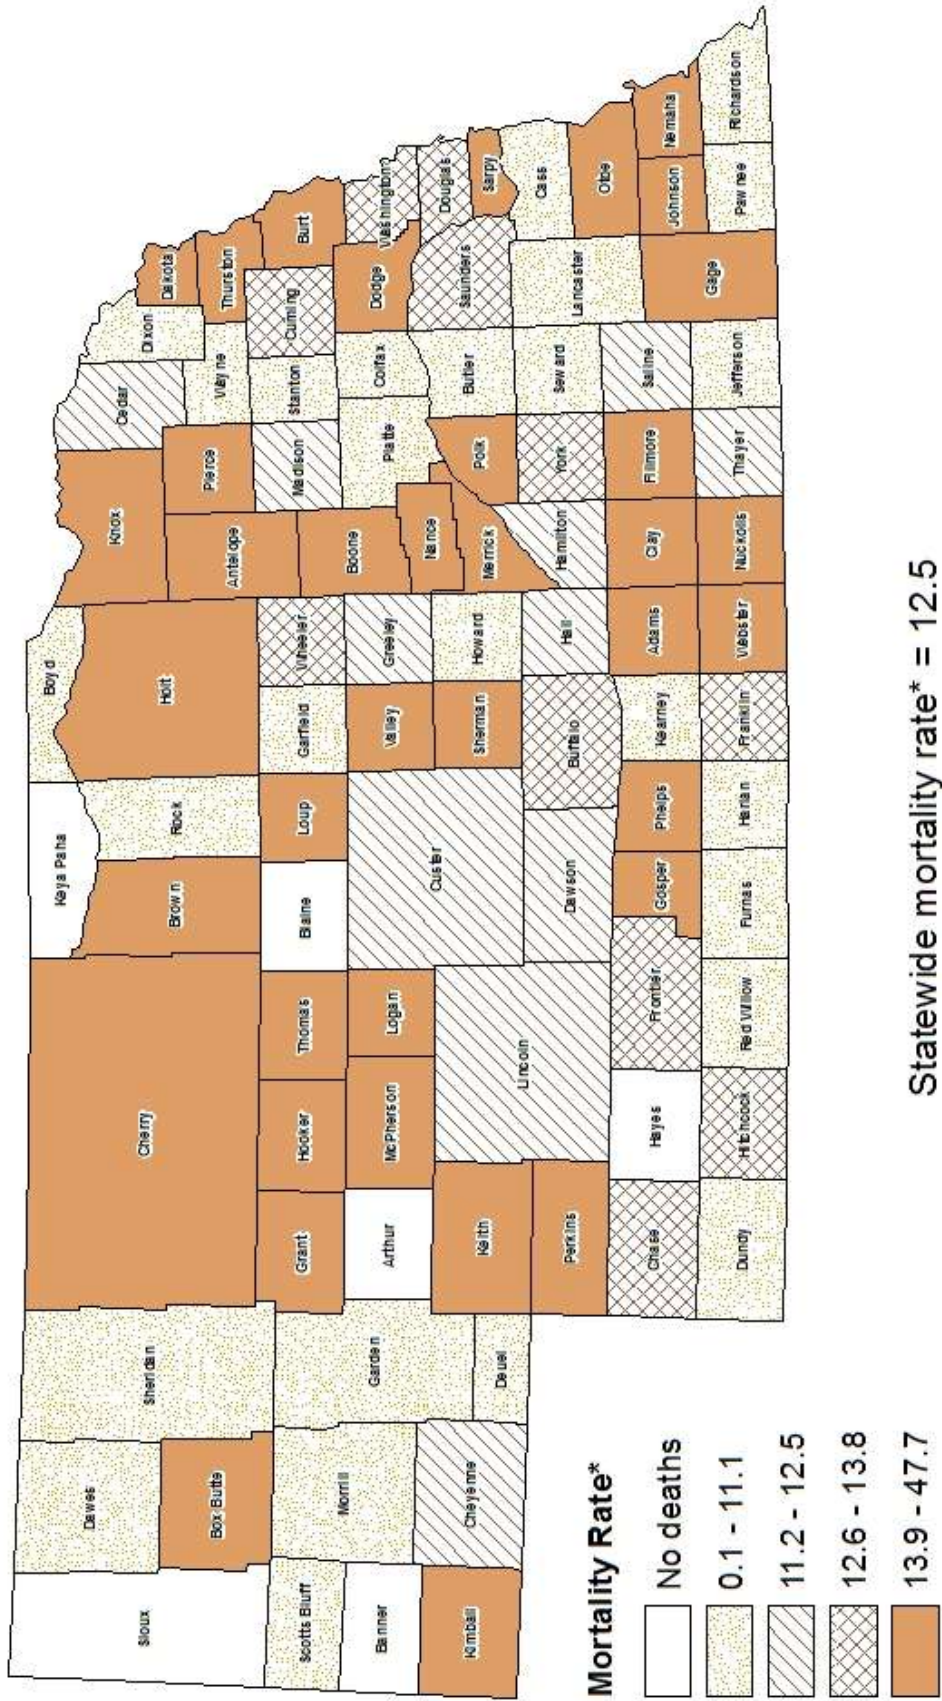 Sioux
Dawes
Sheridan
Box Butte
Scotts Bluff
Morrill
Garden
Banner
Kimball
Cheyenne
Deuel
Cherry
Keya Paha
Boyd
Brown
Rock
Holt
Knox
Cedar
Dixon
Dakota
Antelope
Pierce
Wayne
Thurston
Grant
Hooker
Thomas
Blaine
Loup
Garfield
Wheeler
Boone
Madison
Stanton
Cuming
Burt
Arthur
McPherson
Logan
Custer
Valley
Greeley
Nance
Platte
Colfax
Dodge
Washington
Keith
Lincoln
Sherman
Howard
Merrick
Polk
Butler
Saunders
Douglas
Sarpy
Perkins
Dawson
Buffalo
Hall
Hamilton
York
Seward
Lancaster
Cass
Otoe
Chase
Hayes
Frontier
Gosper
Phelps
Kearney
Adams
Clay
Fillmore
Saline
Gage
Johnson
Nemaha
Dundy
Hitchcock
Red Willow
Furnas
Harlan
Franklin
Webster
Nuckolls
Thayer
Jefferson
Pawnee
Richardson
Mortality Rate*
No deaths
0.1 - 11.1
11.2 - 12.5
12.6 - 13.8
13.9 - 47.7
Statewide mortality rate* = 12.5